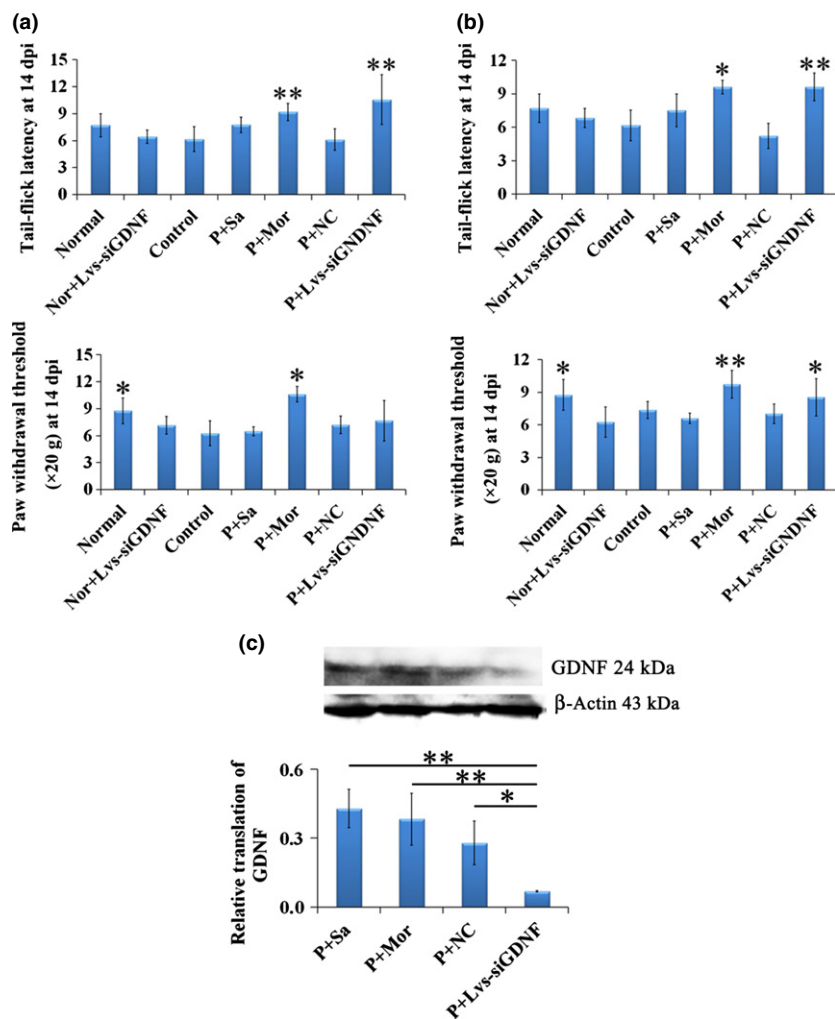 (a)
Tail-flick latency at 14 dpi
15
12
9
6
3
0
** **
Normal
Nor+Lvs-siGDNF
Control
P+Sa
P+Mor
P+NC
P+Lvs-siGNDNF
(b)
Tail-flick latency at 14 dpi
12
9
6
3
0
* **
Normal
Nor+Lvs-siGDNF
Control
P+Sa
P+Mor
P+NC
P+Lvs-siGNDNF
Paw withdrawal threshold
(×20 g) at 14 dpi
15
12
9
6
3
0
* *
Normal
Nor+Lvs-siGDNF
Control
P+Sa
P+Mor
P+NC
P+Lvs-siGNDNF
Paw withdrawal threshold
(×20 g) at 14 dpi
12
9
6
3
0
* ** *
Normal
Nor+Lvs-siGDNF
Control
P+Sa
P+Mor
P+NC
P+Lvs-siGNDNF
(c)
GDNF 24 kDa
β-Actin 43 kDa
Relative translation of
GDNF
0.6
0.3
0.0
**
**
*
P+Sa
P+Mor
P+NC
P+Lvs-siGDNF